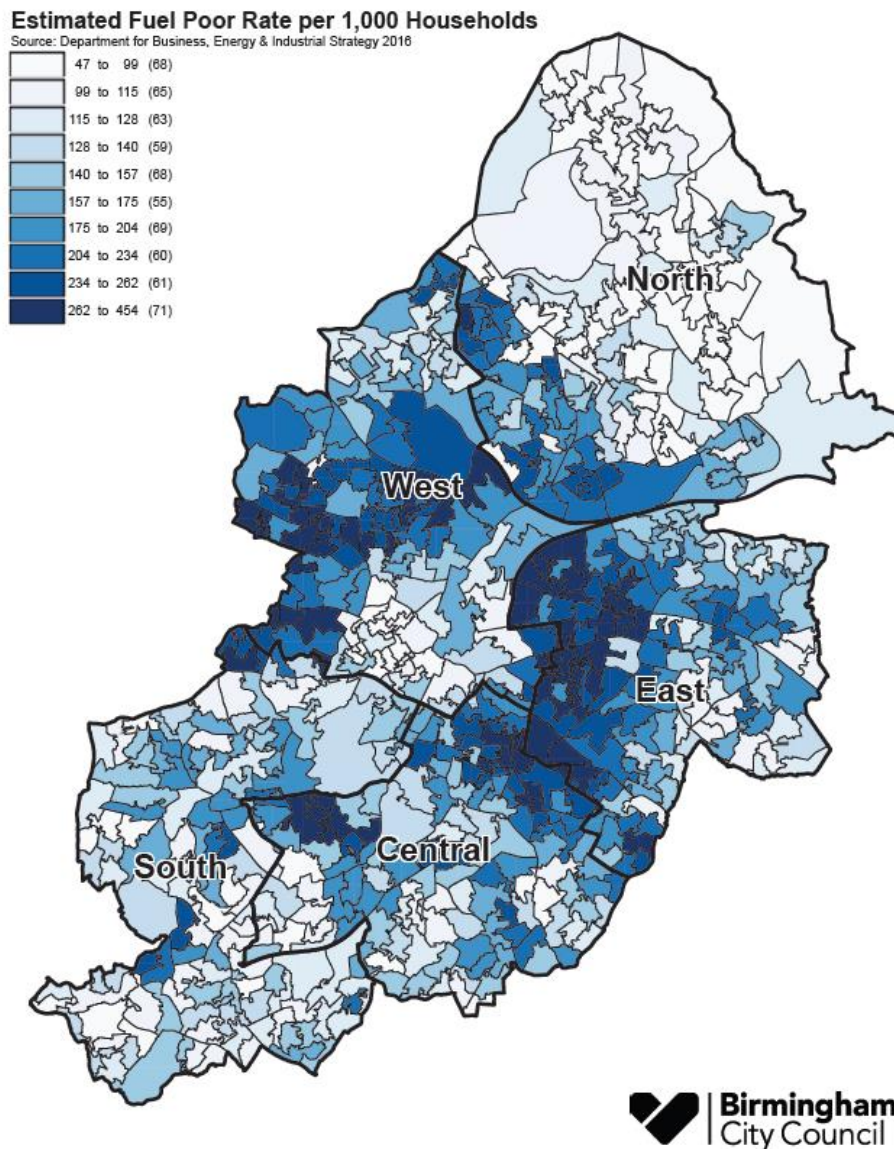 Estimated Fuel Poor Rate per 1,000 Households
Source: Department for Business, Energy & Industrial Strategy 2016
47 to 99 (68)
99 to 115 (65)
115 to 128 (63)
128 to 140 (59)
140 to 157 (68)
157 to 175 (55)
175 to 204 (69)
204 to 234 (60)
234 to 262 (61)
262 to 454 (71)
North
West
East
Central
South
Birmingham
City Council